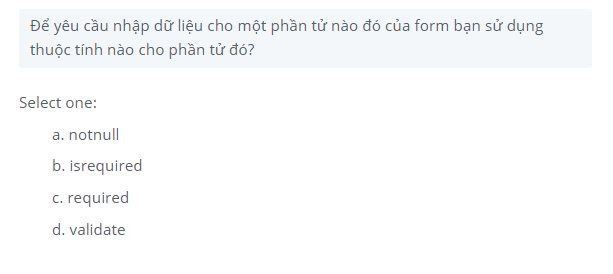 Để yêu cầu nhập dữ liệu cho một phần tử nào đó của form bạn sử dụng
thuộc tính nào cho phần tử đó?
Select one:
a. notnull
b. isrequired
c. required
d. validate